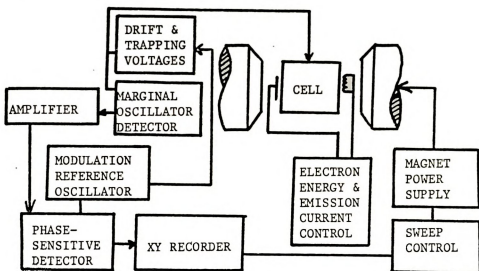 DRIFT &
TRAPPING
VOLTAGES
CELL
AMPLIFIER
MARGINAL
OSCILLATOR
DETECTOR
MODULATION
REFERENCE
OSCILLATOR
ELECTRON
ENERGY &
EMISSION
CURRENT
CONTROL
MAGNET
POWER
SUPPLY
PHASE-
SENSITIVE
DETECTOR
XY RECORDER
SWEEP
CONTROL